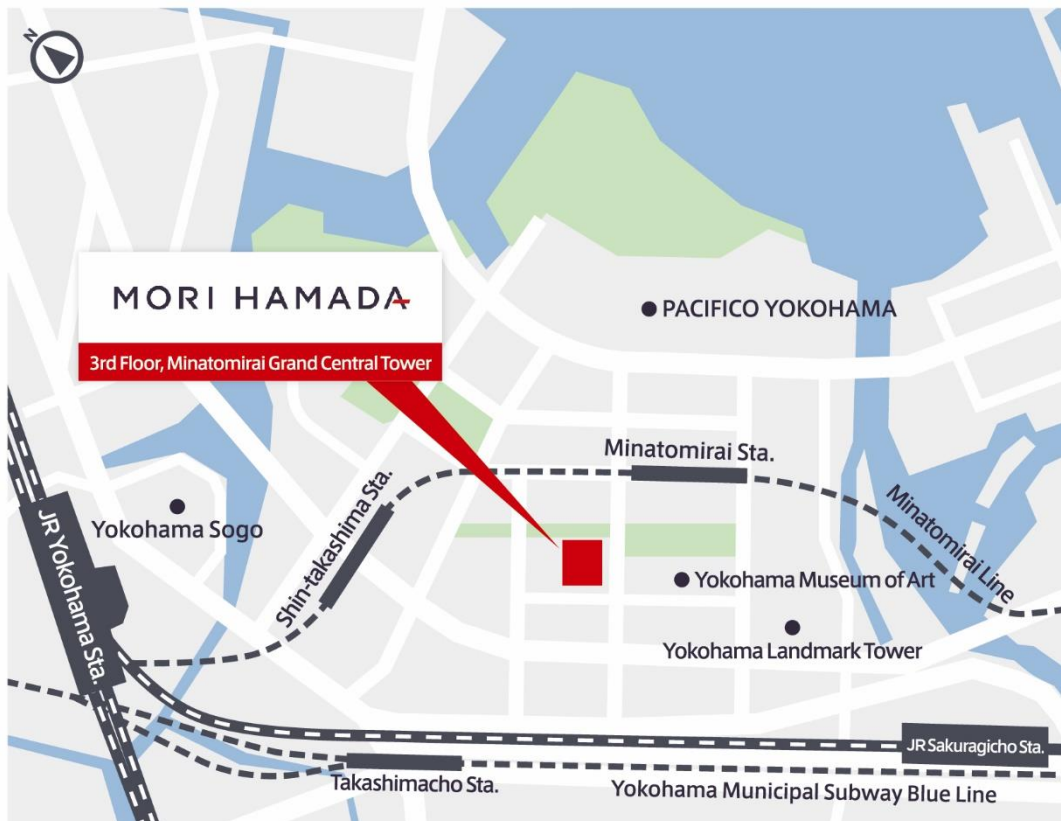 N
MORI HAMADA
3rd Floor, Minatomirai Grand Central Tower
PACIFICO YOKOHAMA
Minatomirai Sta.
Shin-takashima Sta.
Minatomirai Line
Yokohama Sogo
JR Yokohama Sta.
Yokohama Museum of Art
Yokohama Landmark Tower
JR Sakuragicho Sta.
Takashimacho Sta.
Yokohama Municipal Subway Blue Line